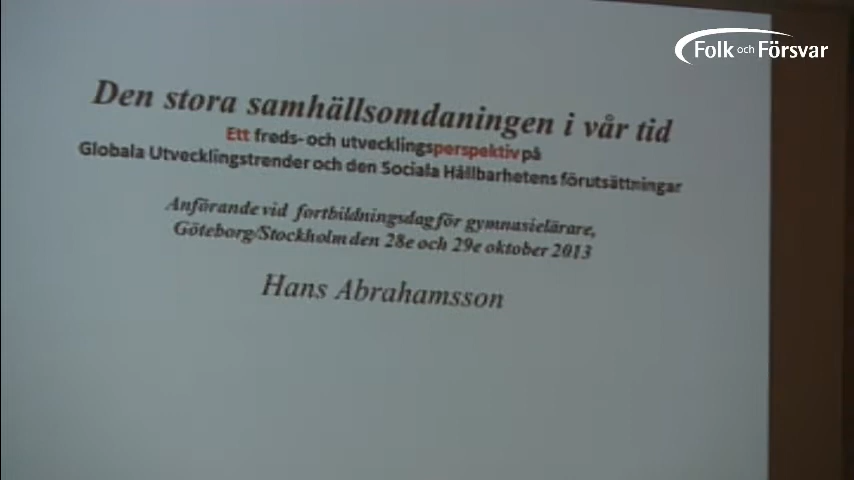 Folk och Försvar
Den stora samhällsomdaningen i vår tid
Ett freds- och utvecklingsperspektiv på
Globala Utvecklingstrender och den Sociala Hållbarhetens förutsättningar
Anförande vid fortbildningsdag för gymnasielärare,
Göteborg/Stockholm den 28e och 29e oktober 2013
Hans Abrahamsson